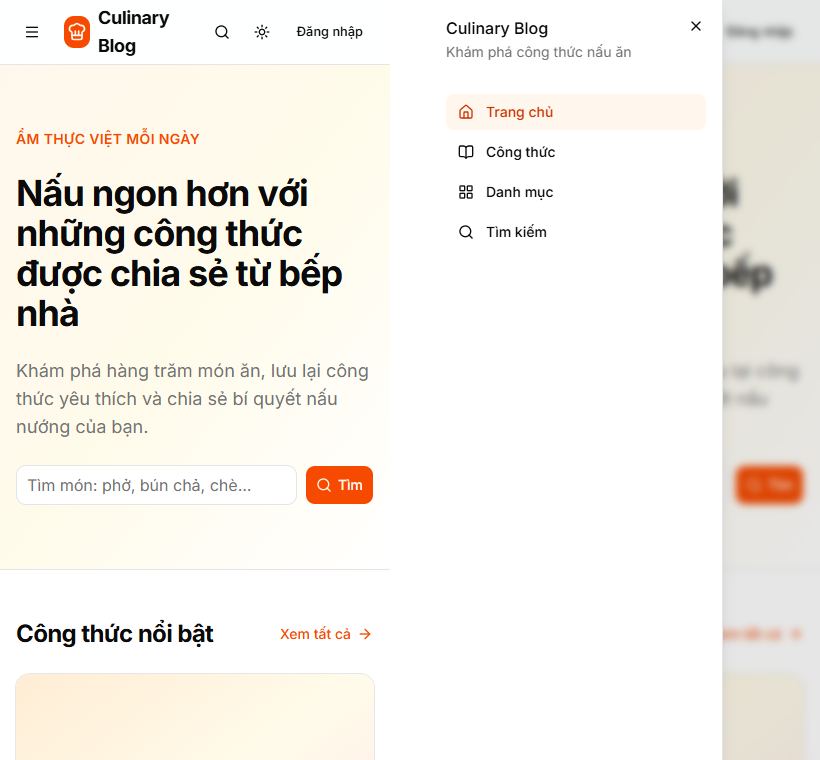 Culinary
Blog
Đăng nhập
ẨM THỰC VIỆT MỖI NGÀY
Nấu ngon hơn với
những công thức
được chia sẻ từ bếp
nhà
Khám phá hàng trăm món ăn, lưu lại công
thức yêu thích và chia sẻ bí quyết nấu
nướng của bạn.
Tìm món: phở, bún chả, chè...
Tìm
Công thức nổi bật
Xem tất cả
Culinary Blog
Khám phá công thức nấu ăn
Trang chủ
Công thức
Danh mục
Tìm kiếm